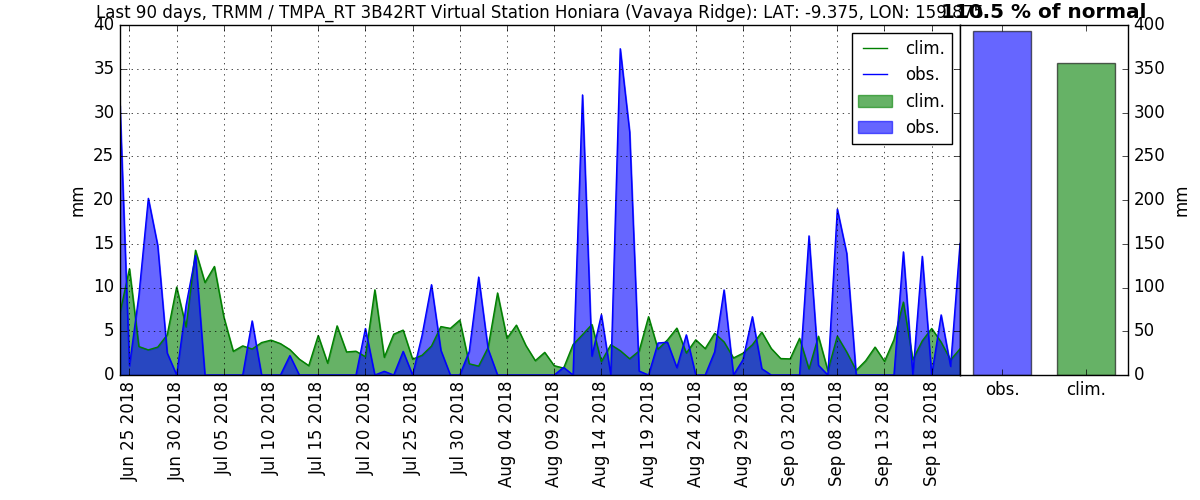 Last 90 days, TRMM / TMPA_RT 3B42RT Virtual Station Honiara (Vavaya Ridge): LAT: -9.375, LON: 159.875
110.5 % of normal
40
35
30
25
20
15
10
5
0
mm
clim.
obs.
clim.
obs.
Jun 25 2018
Jun 30 2018
Jul 05 2018
Jul 10 2018
Jul 15 2018
Jul 20 2018
Jul 25 2018
Jul 30 2018
Aug 04 2018
Aug 09 2018
Aug 14 2018
Aug 19 2018
Aug 24 2018
Aug 29 2018
Sep 03 2018
Sep 08 2018
Sep 13 2018
Sep 18 2018
400
350
300
250
200
150
100
50
0
mm
obs.
clim.